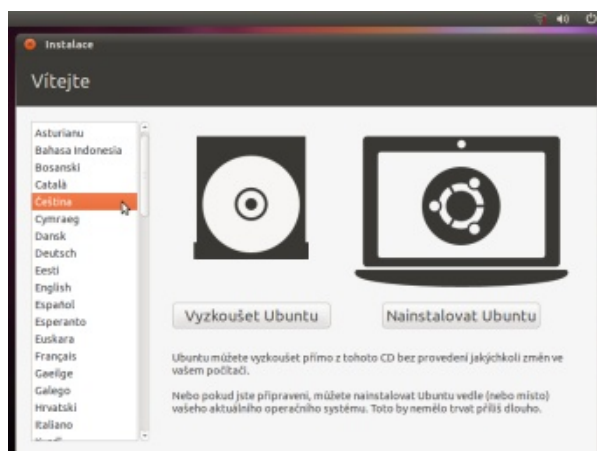 Instalace
Vítejte
Asturianu
Bahasa Indonesia
Bosanski
Català
Čeština
Cymraeg
Dansk
Deutsch
Eesti
English
Español
Esperanto
Euskara
Français
Gaeilge
Galego
Hrvatski
Italiano
Vyzkoušet Ubuntu
Nainstalovat Ubuntu
Ubuntu můžete vyzkoušet přímo z tohoto CD bez provedení jakýchkoli změn ve
vašem počítači.
Nebo pokud jste připraveni, můžete nainstalovat Ubuntu vedle (nebo místo)
vašeho aktuálního operačního systému. Toto by nemělo trvat příliš dlouho.